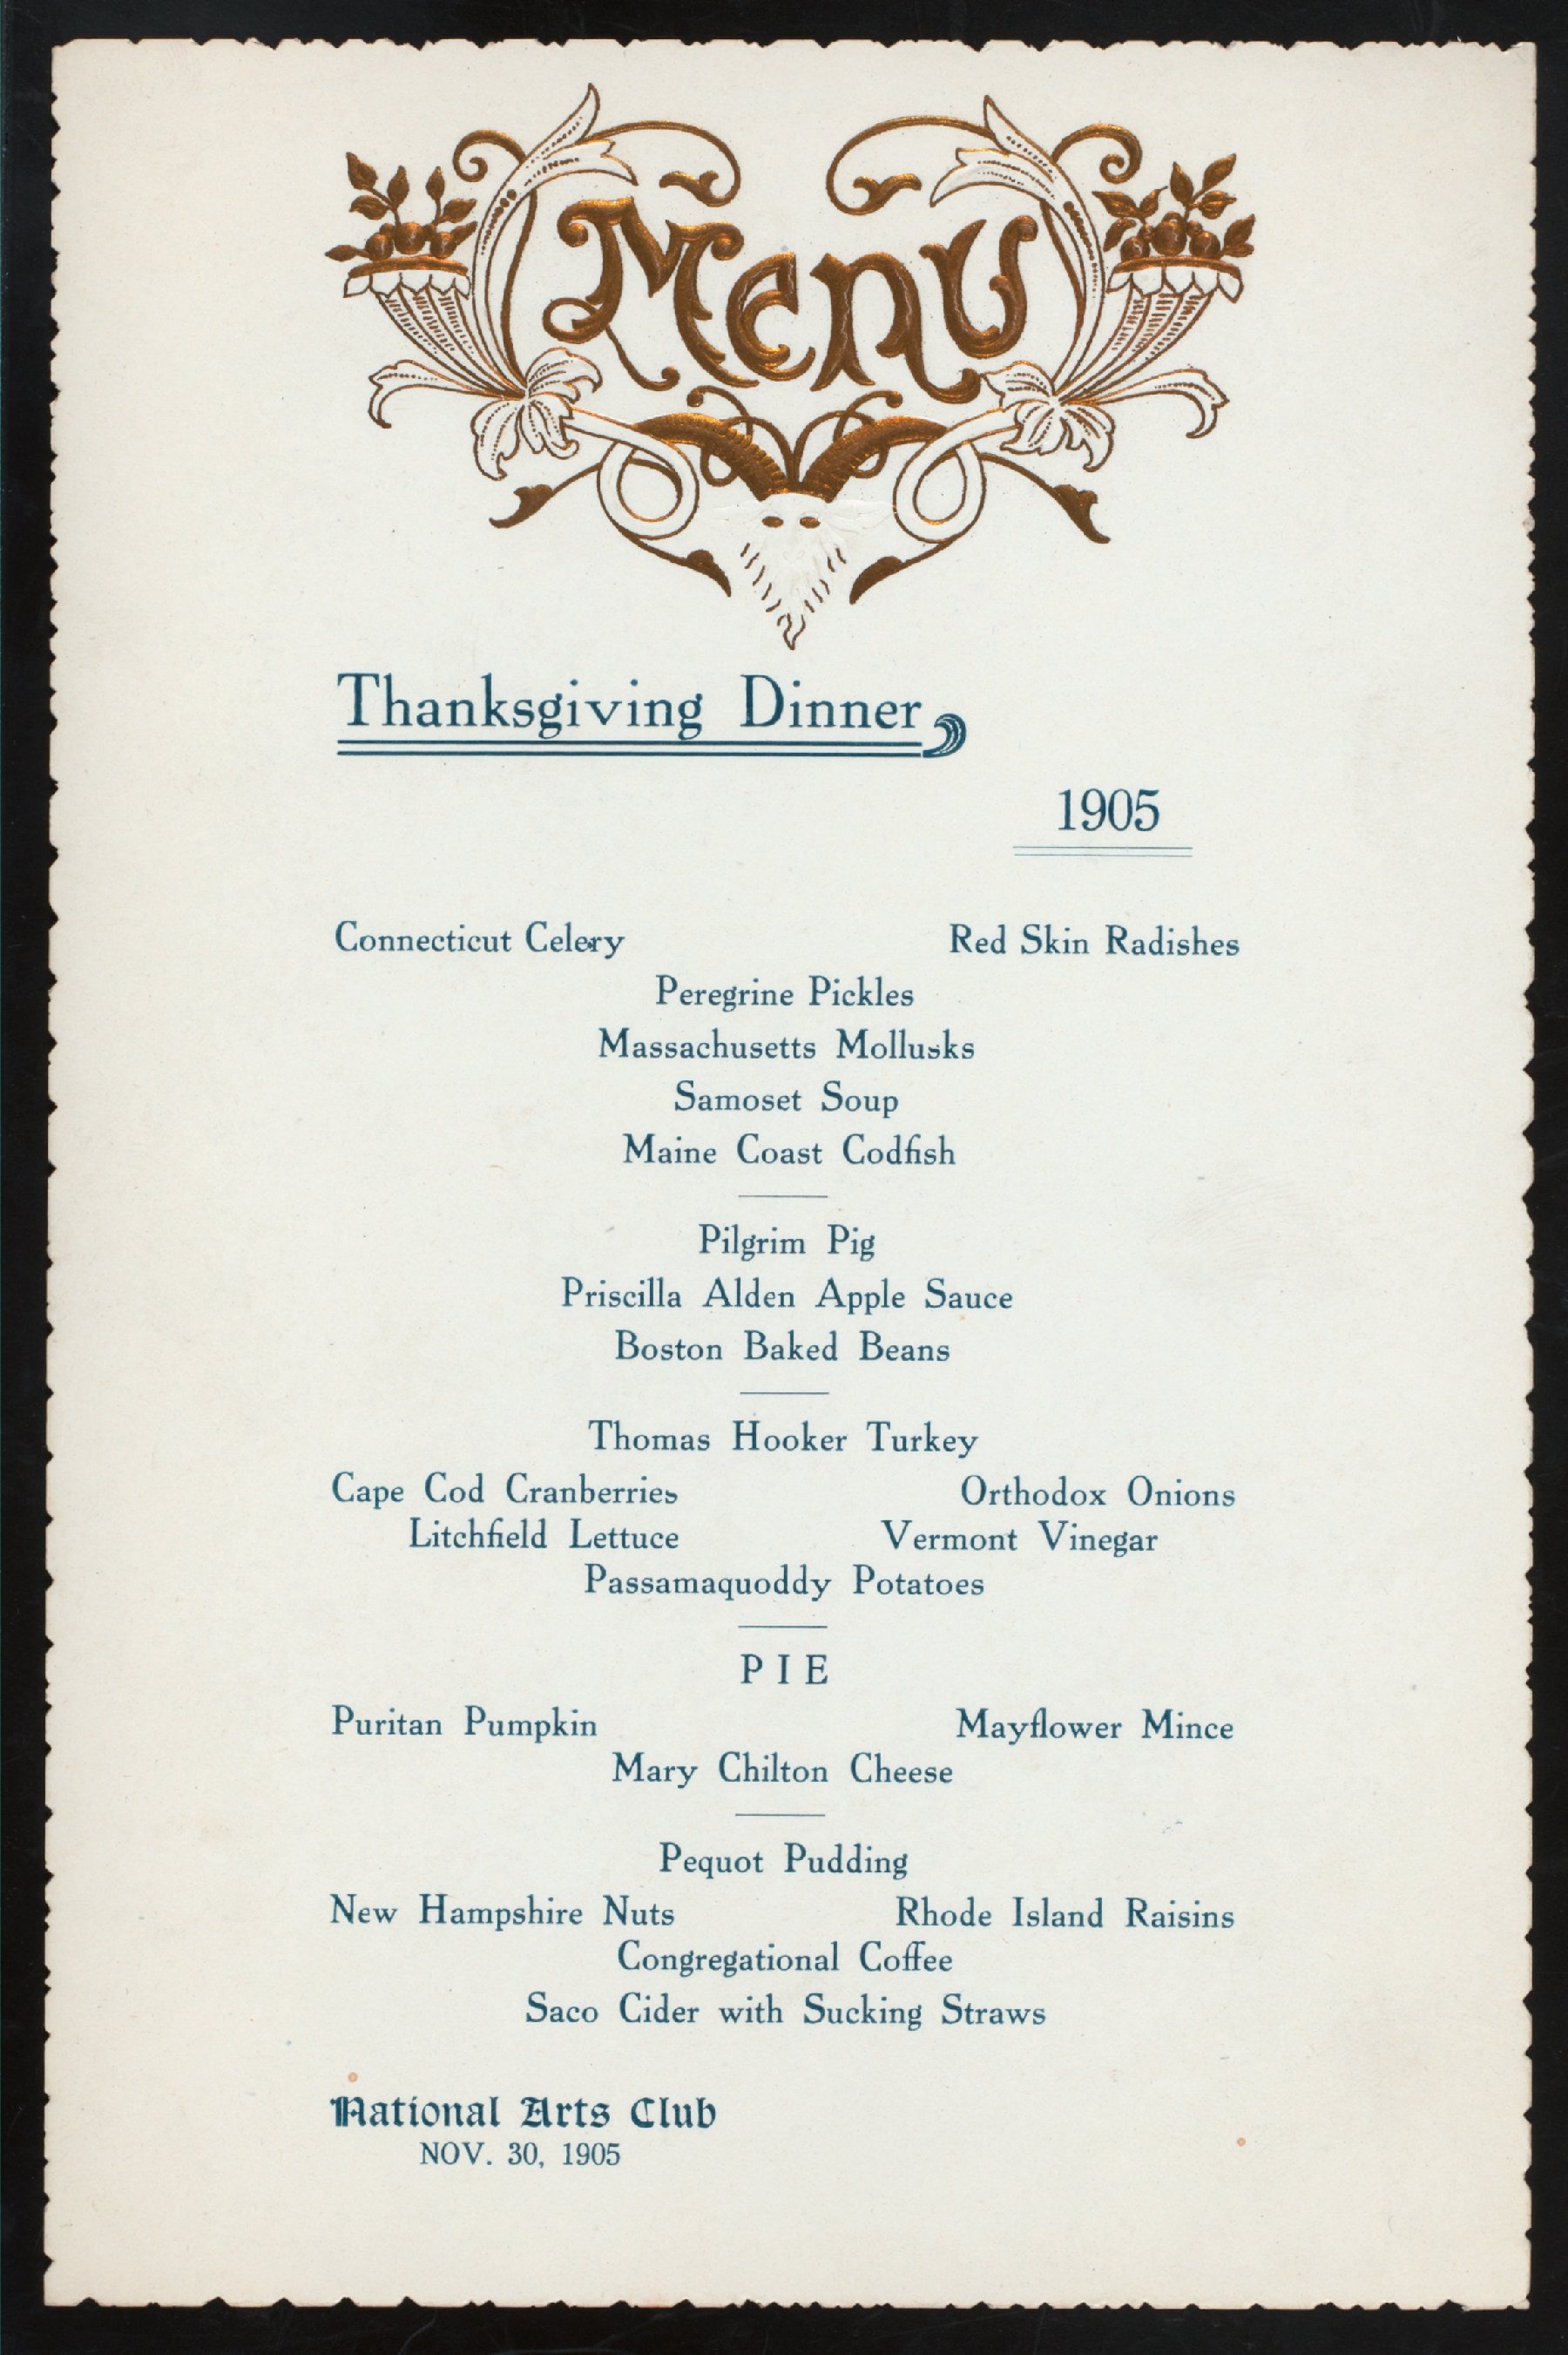 Menu
Thanksgiving Dinner
1905
Connecticut Celery Red Skin Radishes
Peregrine Pickles
Massachusetts Mollusks
Samoset Soup
Maine Coast Codfish
Pilgrim Pig
Priscilla Alden Apple Sauce
Boston Baked Beans
Thomas Hooker Turkey
Cape Cod Cranberries Orthodox Onions
Litchfield Lettuce Vermont Vinegar
Passamaquoddy Potatoes
PIE
Puritan Pumpkin Mayflower Mince
Mary Chilton Cheese
Pequot Pudding
New Hampshire Nuts Rhode Island Raisins
Congregational Coffee
Saco Cider with Sucking Straws
National Arts Club
NOV. 30, 1905